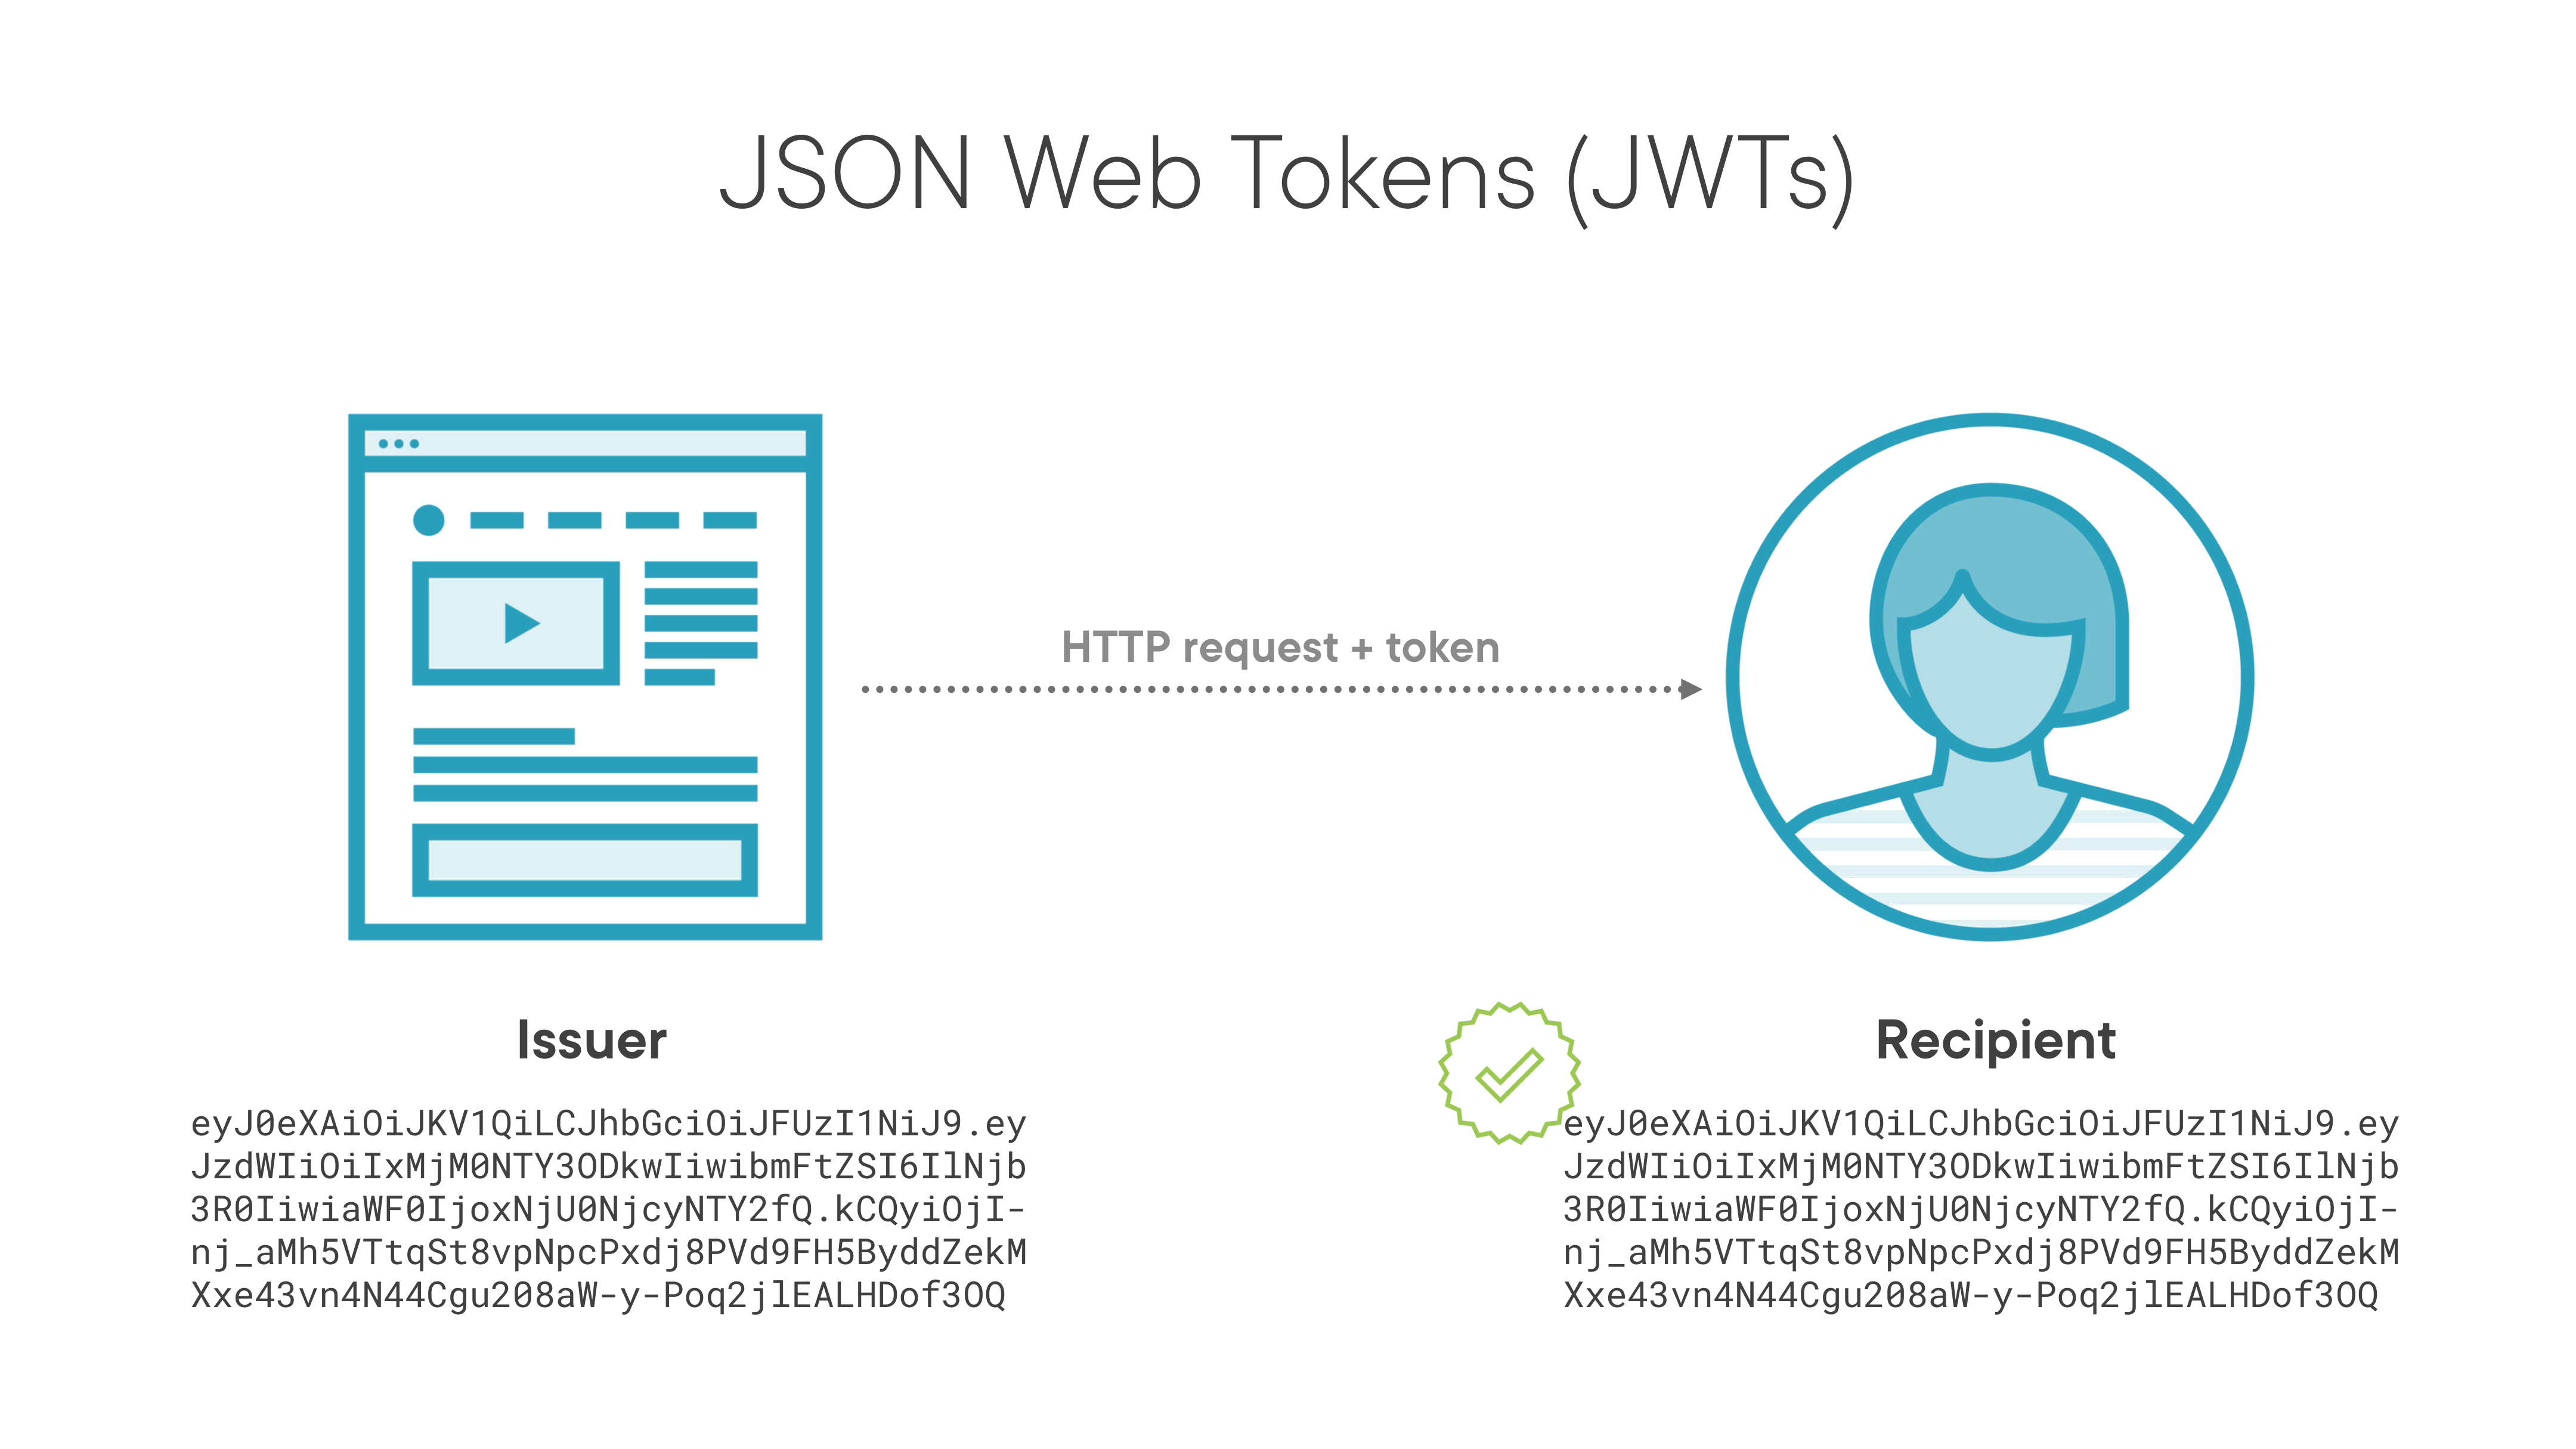 JSON Web Tokens (JWTs)
HTTP request + token
Issuer
eyJ0eXAiOiJKV1QiLCJhbGciOiJFUzI1NiJ9.ey
JzdWIiOiIxMjM0NTY3ODkwIiwibmFtZSI6IlNjb
3R0IiwiaWF0IjoxNjU0NjcyNTY2fQ.kCQyiOjI-
nj_aMh5VTtqSt8vpNpcPxdj8PVd9FH5ByddZekM
Xxe43vn4N44Cgu208aW-y-Poq2jlEALHDof3OQ
Recipient
eyJ0eXAiOiJKV1QiLCJhbGciOiJFUzI1NiJ9.ey
JzdWIiOiIxMjM0NTY3ODkwIiwibmFtZSI6IlNjb
3R0IiwiaWF0IjoxNjU0NjcyNTY2fQ.kCQyiOjI-
nj_aMh5VTtqSt8vpNpcPxdj8PVd9FH5ByddZekM
Xxe43vn4N44Cgu208aW-y-Poq2jlEALHDof3OQ